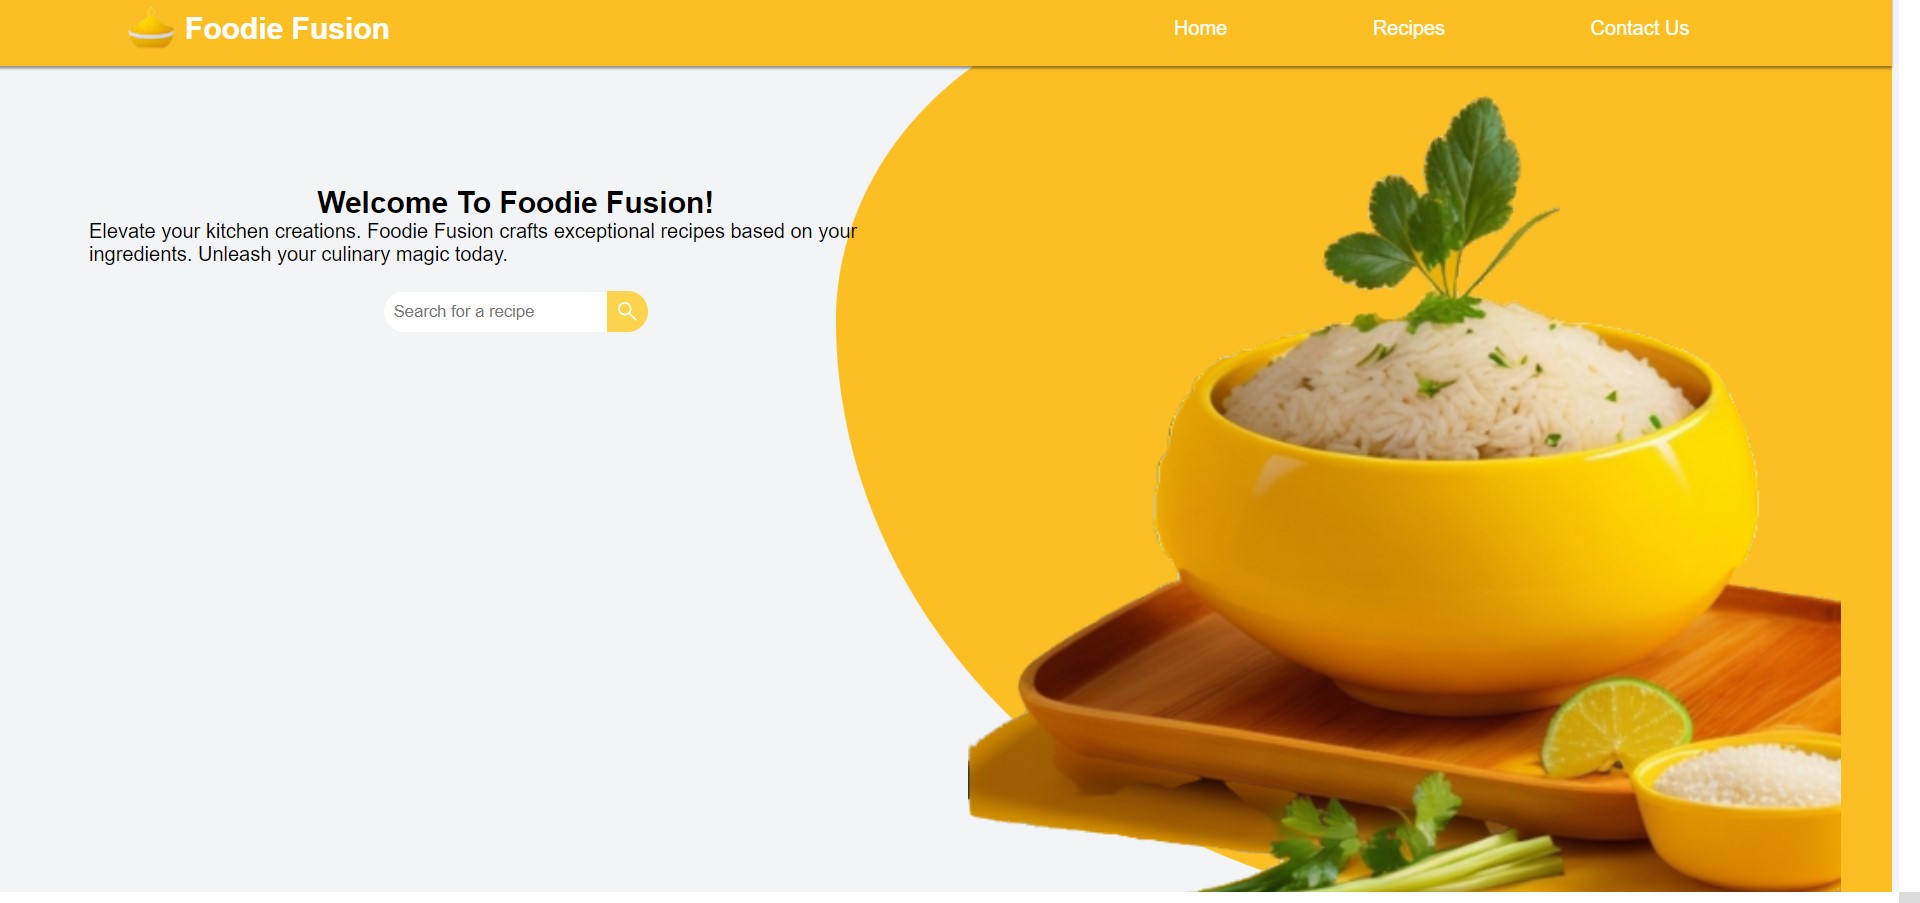 Foodie Fusion
Home
Recipes
Contact Us
Welcome To Foodie Fusion!
Elevate your kitchen creations. Foodie Fusion crafts exceptional recipes based on your
ingredients. Unleash your culinary magic today.
Search for a recipe